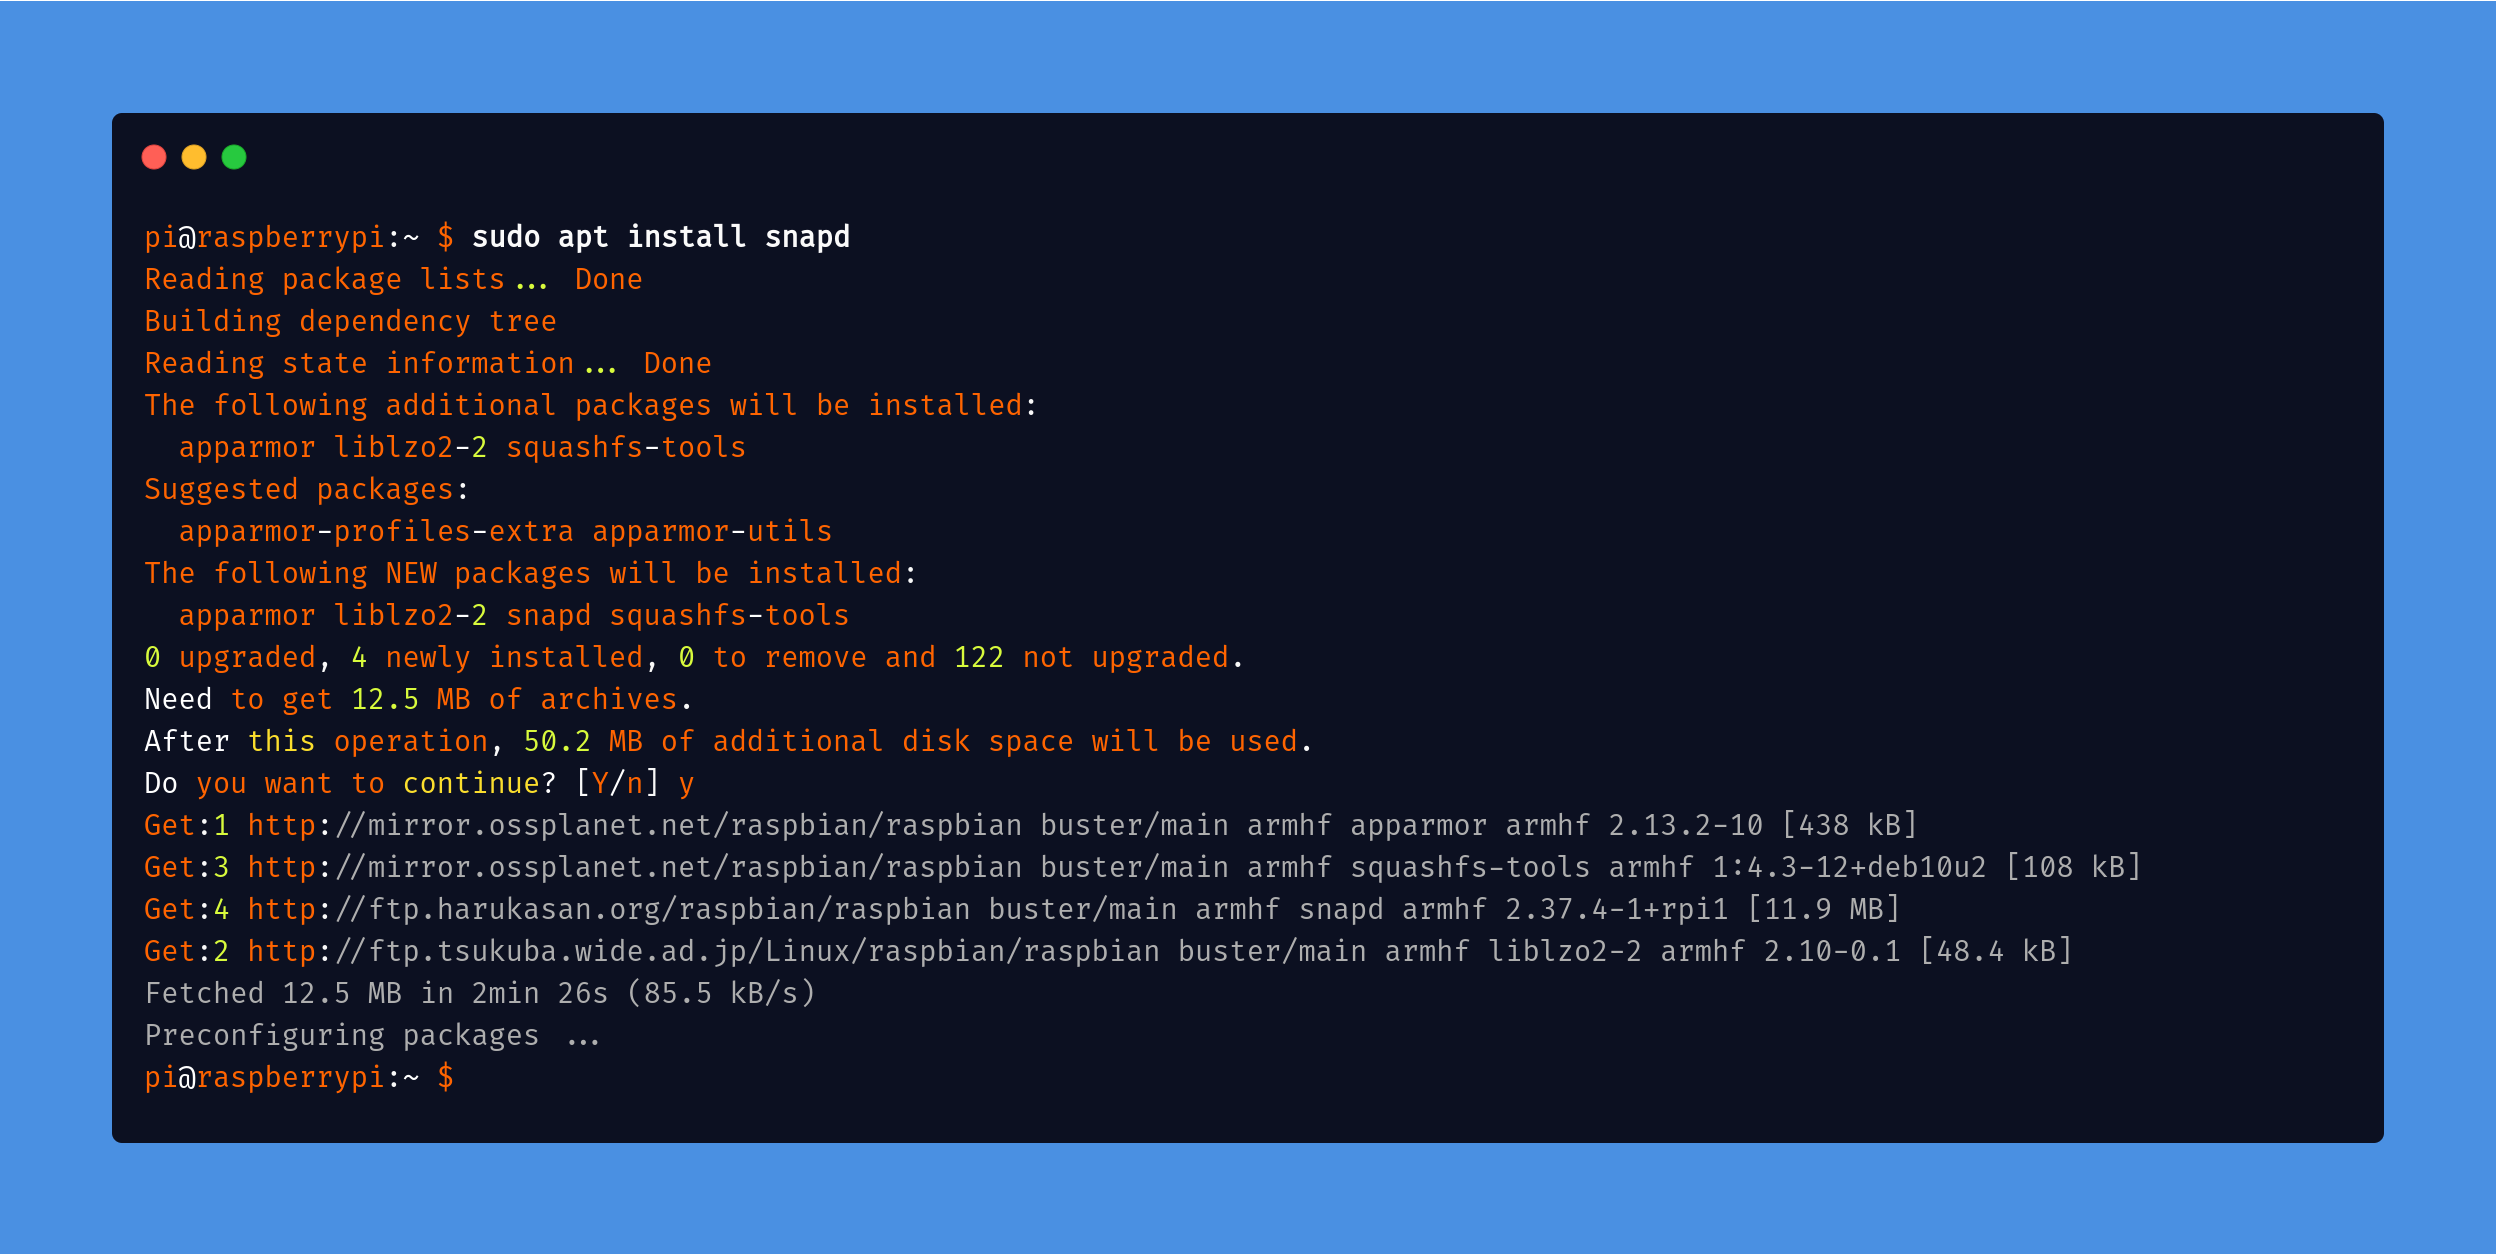 pi@raspberrypi:~ $ sudo apt install snapd
Reading package lists... Done
Building dependency tree
Reading state information... Done
The following additional packages will be installed:
  apparmor liblzo2-2 squashfs-tools
Suggested packages:
  apparmor-profiles-extra apparmor-utils
The following NEW packages will be installed:
  apparmor liblzo2-2 snapd squashfs-tools
0 upgraded, 4 newly installed, 0 to remove and 122 not upgraded.
Need to get 12.5 MB of archives.
After this operation, 50.2 MB of additional disk space will be used.
Do you want to continue? [Y/n] y
Get:1 http://mirror.ossplanet.net/raspbian/raspbian buster/main armhf apparmor armhf 2.13.2-10 [438 kB]
Get:3 http://mirror.ossplanet.net/raspbian/raspbian buster/main armhf squashfs-tools armhf 1:4.3-12+deb10u2 [108 kB]
Get:4 http://ftp.harukasan.org/raspbian/raspbian buster/main armhf snapd armhf 2.37.4-1+rpi1 [11.9 MB]
Get:2 http://ftp.tsukuba.wide.ad.jp/Linux/raspbian/raspbian buster/main armhf liblzo2-2 armhf 2.10-0.1 [48.4 kB]
Fetched 12.5 MB in 2min 26s (85.5 kB/s)
Preconfiguring packages ...
pi@raspberrypi:~ $